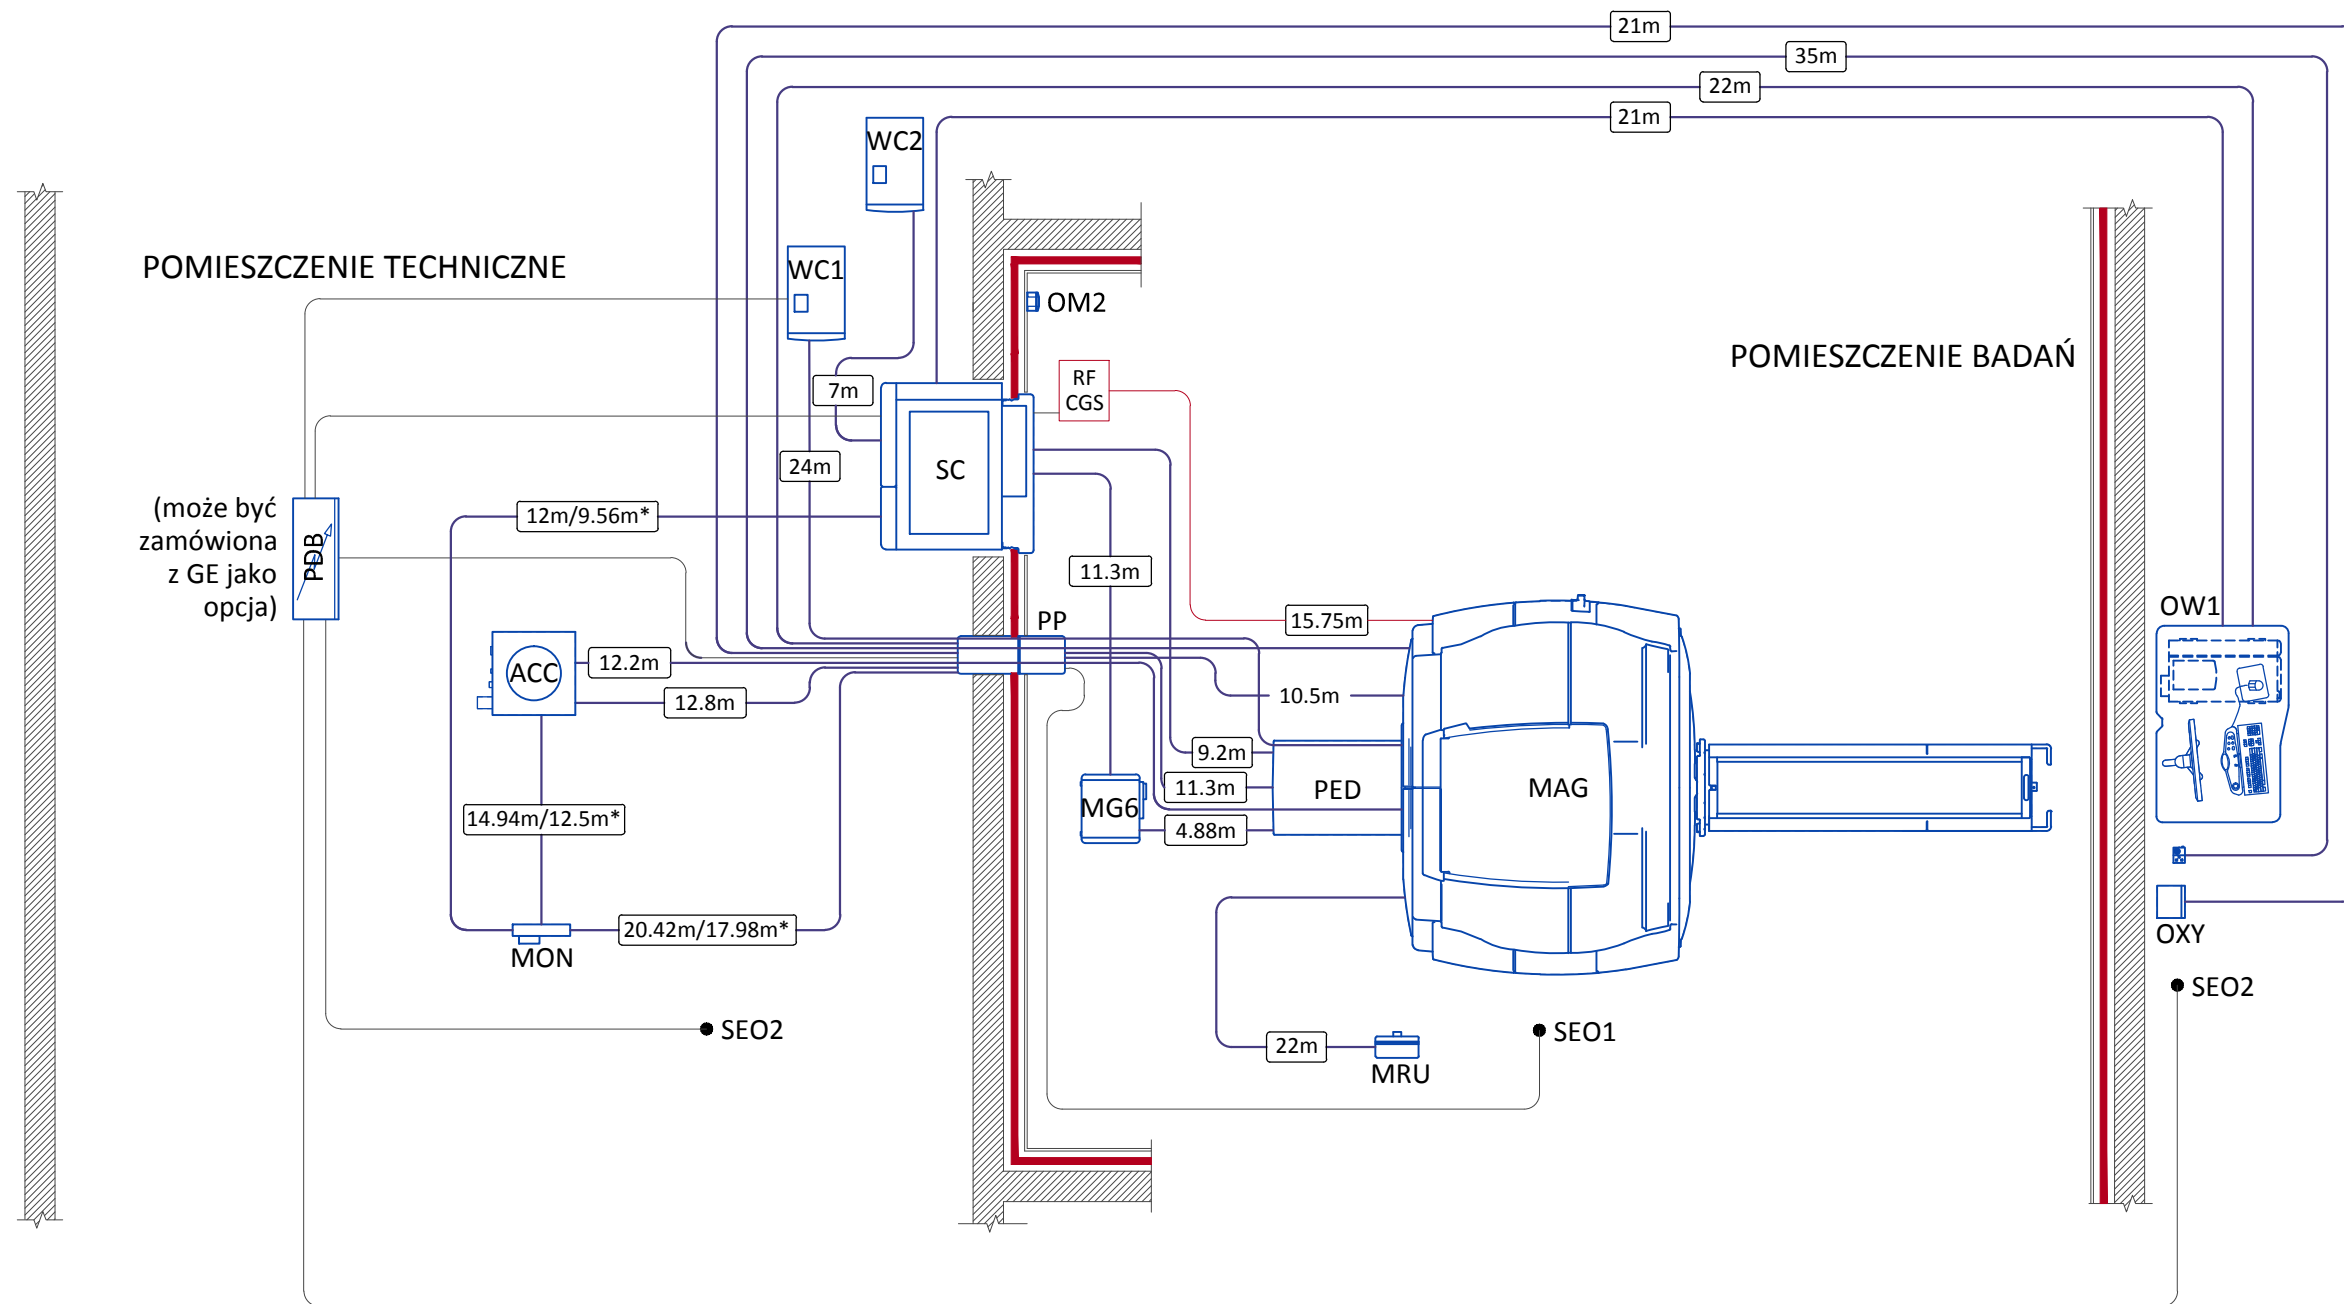 21m
35m
22m
21m
WC2
WC1
POMIESZCZENIE TECHNICZNE
OM2
POMIESZCZENIE BADAŃ
RF
CGS
7m
24m
SC
(może być
zamówiona
z GE jako
opcja)
PDB
12m/9.56m*
11.3m
PP
15.75m
OW1
ACC
12.2m
12.8m
10.5m
9.2m
11.3m
PED
MAG
MG6
4.88m
14.94m/12.5m*
20.42m/17.98m*
MON
OXY
SEO2
SEO2
SEO1
22m
MRU